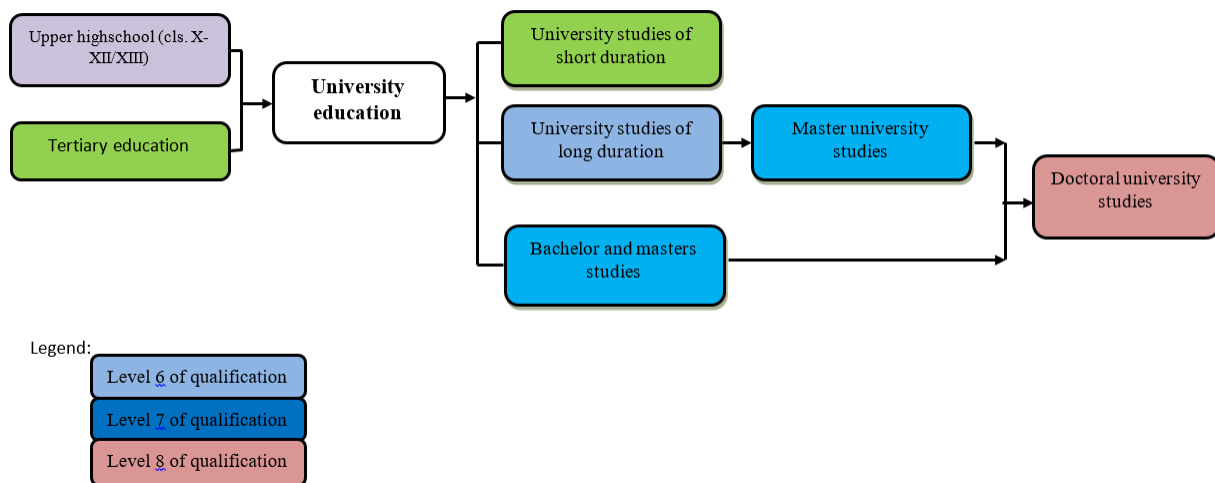 Upper highschool (cls. X-
XII/XIII)
Tertiary education
University
education
University studies of
short duration
University studies of
long duration
Master university
studies
Bachelor and masters
studies
Doctoral university
studies
Legend:
Level 6 of qualification
Level 7 of qualification
Level 8 of qualification